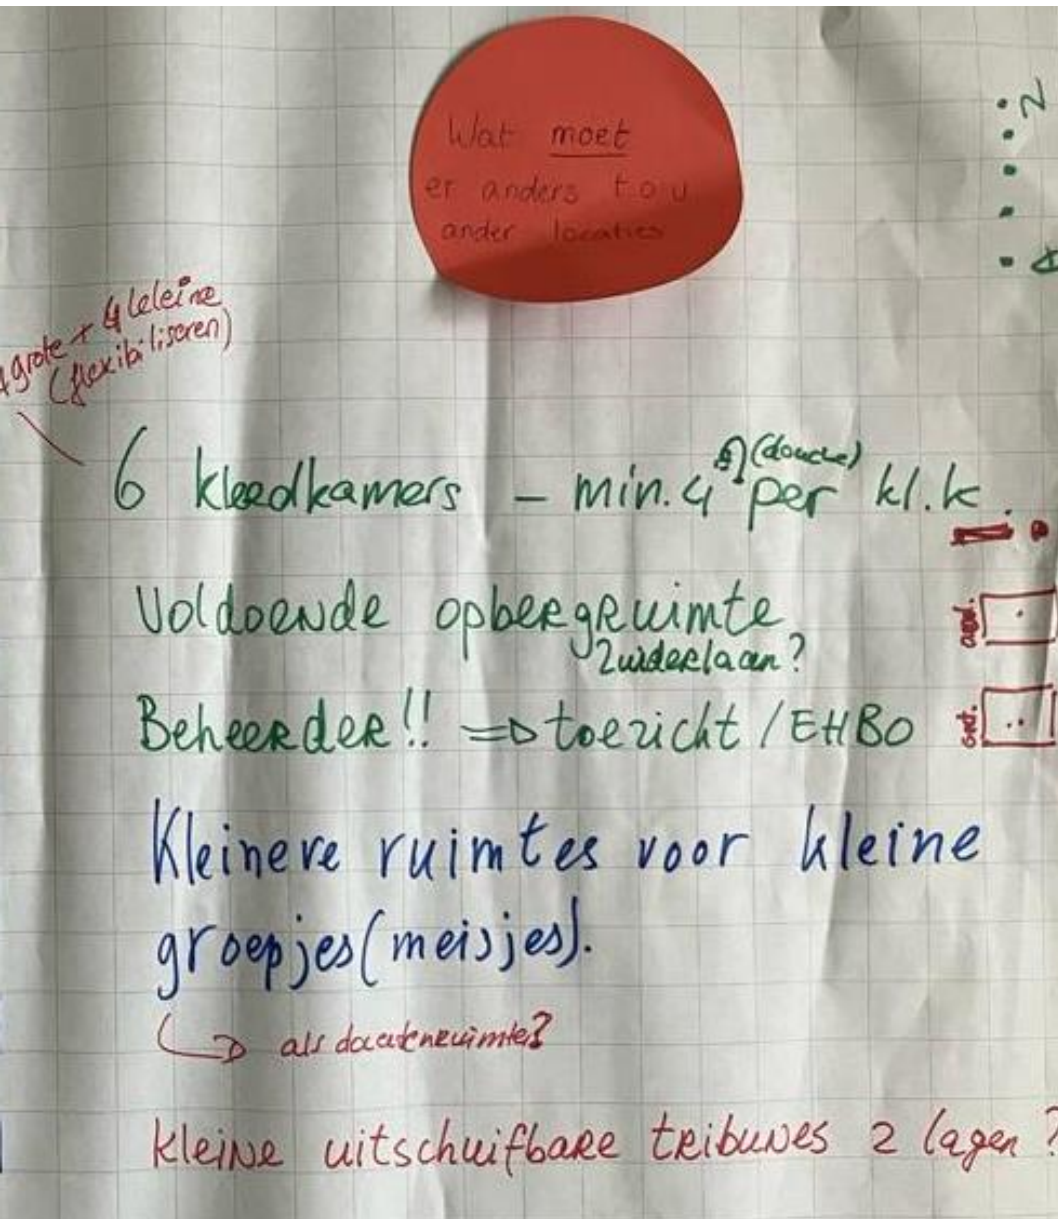 Wat moet
er anders t.o.v
ander locaties
4 grote + 4 kleine
(flexibiliseren)
6 kleedkamers - min. 4 (douche) per kl.k.
Voldoende opbergruimte
Zuiderlaan?
Beheerder!! => toezicht / EHBO
Kleinere ruimtes voor kleine
groepjes (meisjes).
als docentenruimte?
kleine uitschuifbare tribunes 2 lagen ?